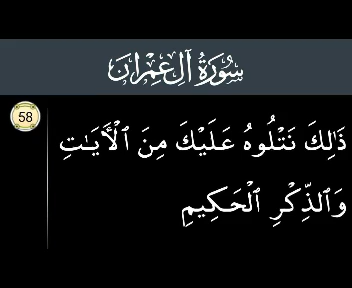 سُورَةُ آلِ عِمْرَانَ
58
ذَٰلِكَ نَتْلُوهُ عَلَيْكَ مِنَ ٱلْأَيَـٰتِ
وَٱلذِّكْرِ ٱلْحَكِيمِ